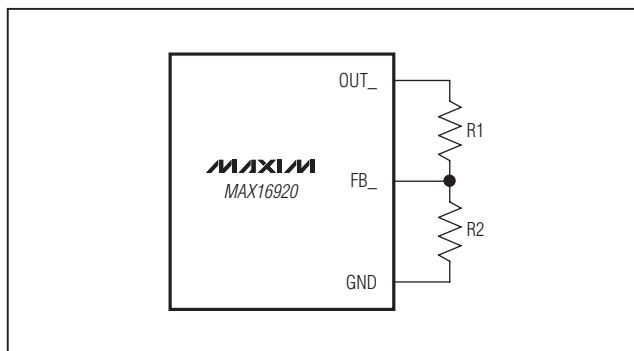 OUT_
R1
MAXIM
MAX16920
FB_
R2
GND